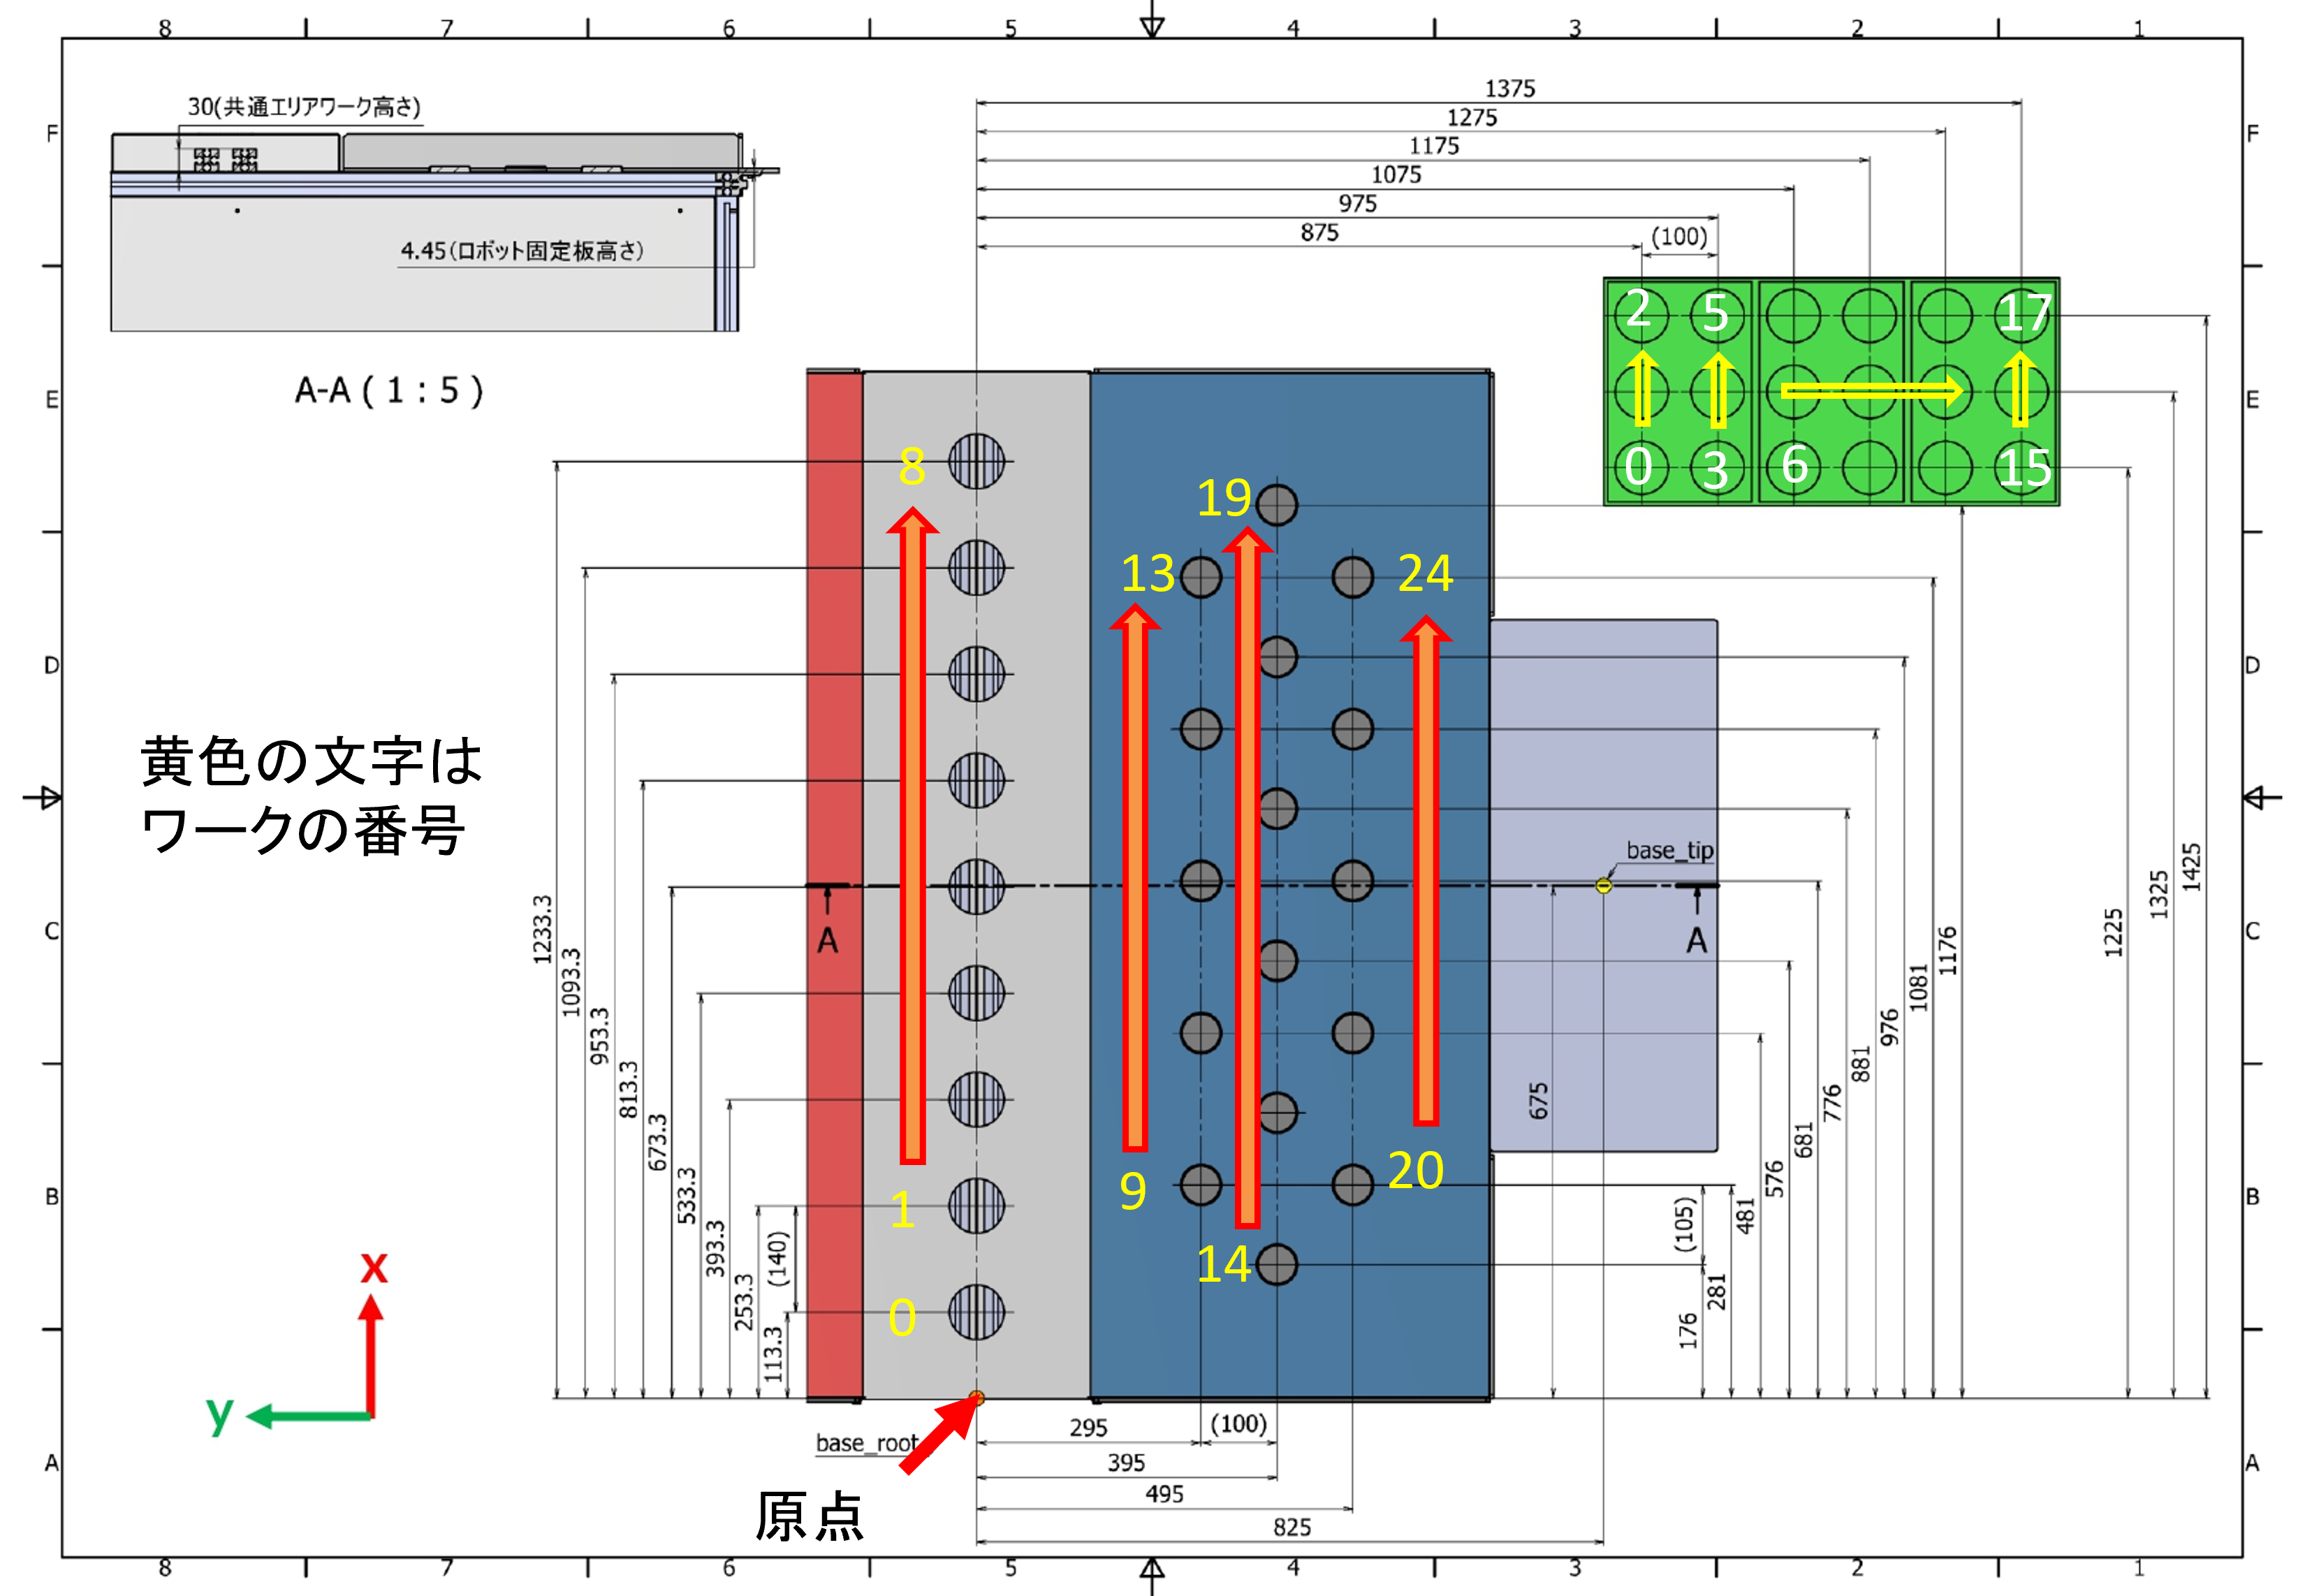 8 7 6 5 4 3 2 1
F
F
30(共通エリアワーク高さ)
4.45(ロボット固定板高さ)
A-A ( 1 : 5 )
1375
1275
1175
1075
975
875
(100)
2 5 17
0 3 6 15
E
E
8
19
13
24
D
D
黄色の文字は
ワークの番号
base_tip
A
A
C
C
1233.3
1093.3
953.3
813.3
673.3
533.3
393.3
253.3
(140)
113.3
675
(105)
176
281
481
576
681
776
881
976
1081
1176
1225
1325
1425
B
B
1
9
20
14
0
x
y
base_root
原点
295
(100)
395
495
825
A
A
8 7 6 5 4 3 2 1